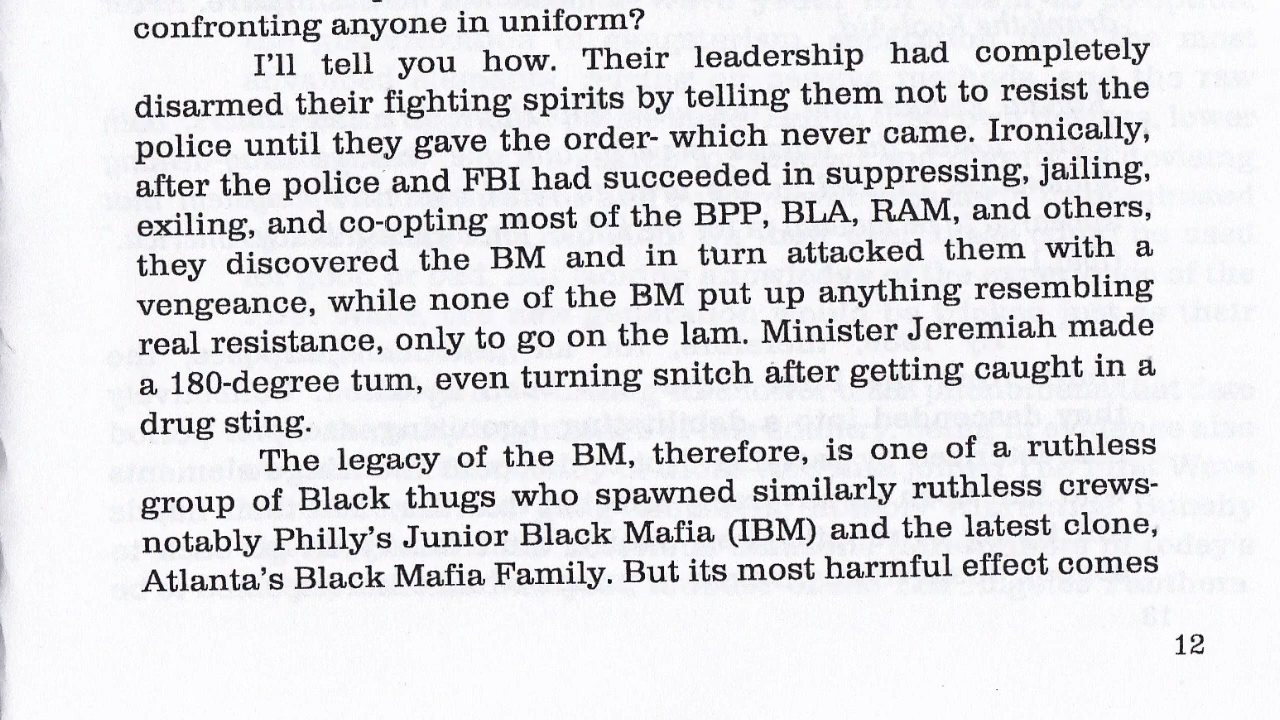 confronting anyone in uniform?
I'll tell you how. Their leadership had completely
disarmed their fighting spirits by telling them not to resist the
police until they gave the order- which never came. Ironically,
after the police and FBI had succeeded in suppressing, jailing,
exiling, and co-opting most of the BPP, BLA, RAM, and others,
they discovered the BM and in turn attacked them with a
vengeance, while none of the BM put up anything resembling
real resistance, only to go on the lam. Minister Jeremiah made
a 180-degree tum, even turning snitch after getting caught in a
drug sting.
The legacy of the BM, therefore, is one of a ruthless
group of Black thugs who spawned similarly ruthless crews-
notably Philly's Junior Black Mafia (IBM) and the latest clone,
Atlanta's Black Mafia Family. But its most harmful effect comes
12